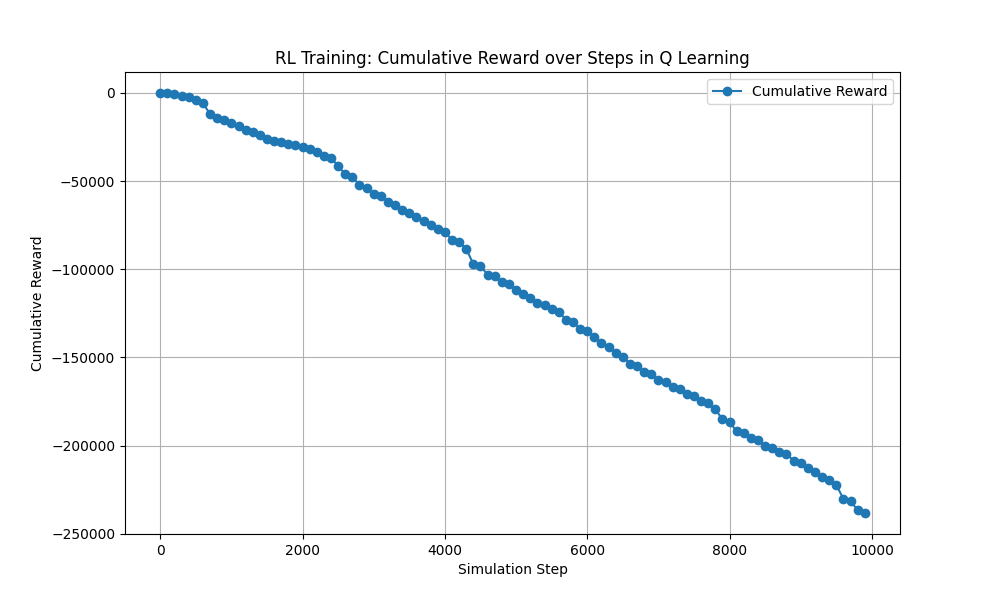 RL Training: Cumulative Reward over Steps in Q Learning
Cumulative Reward
0
−50000
−100000
−150000
−200000
−250000
Cumulative Reward
0 2000 4000 6000 8000 10000
Simulation Step